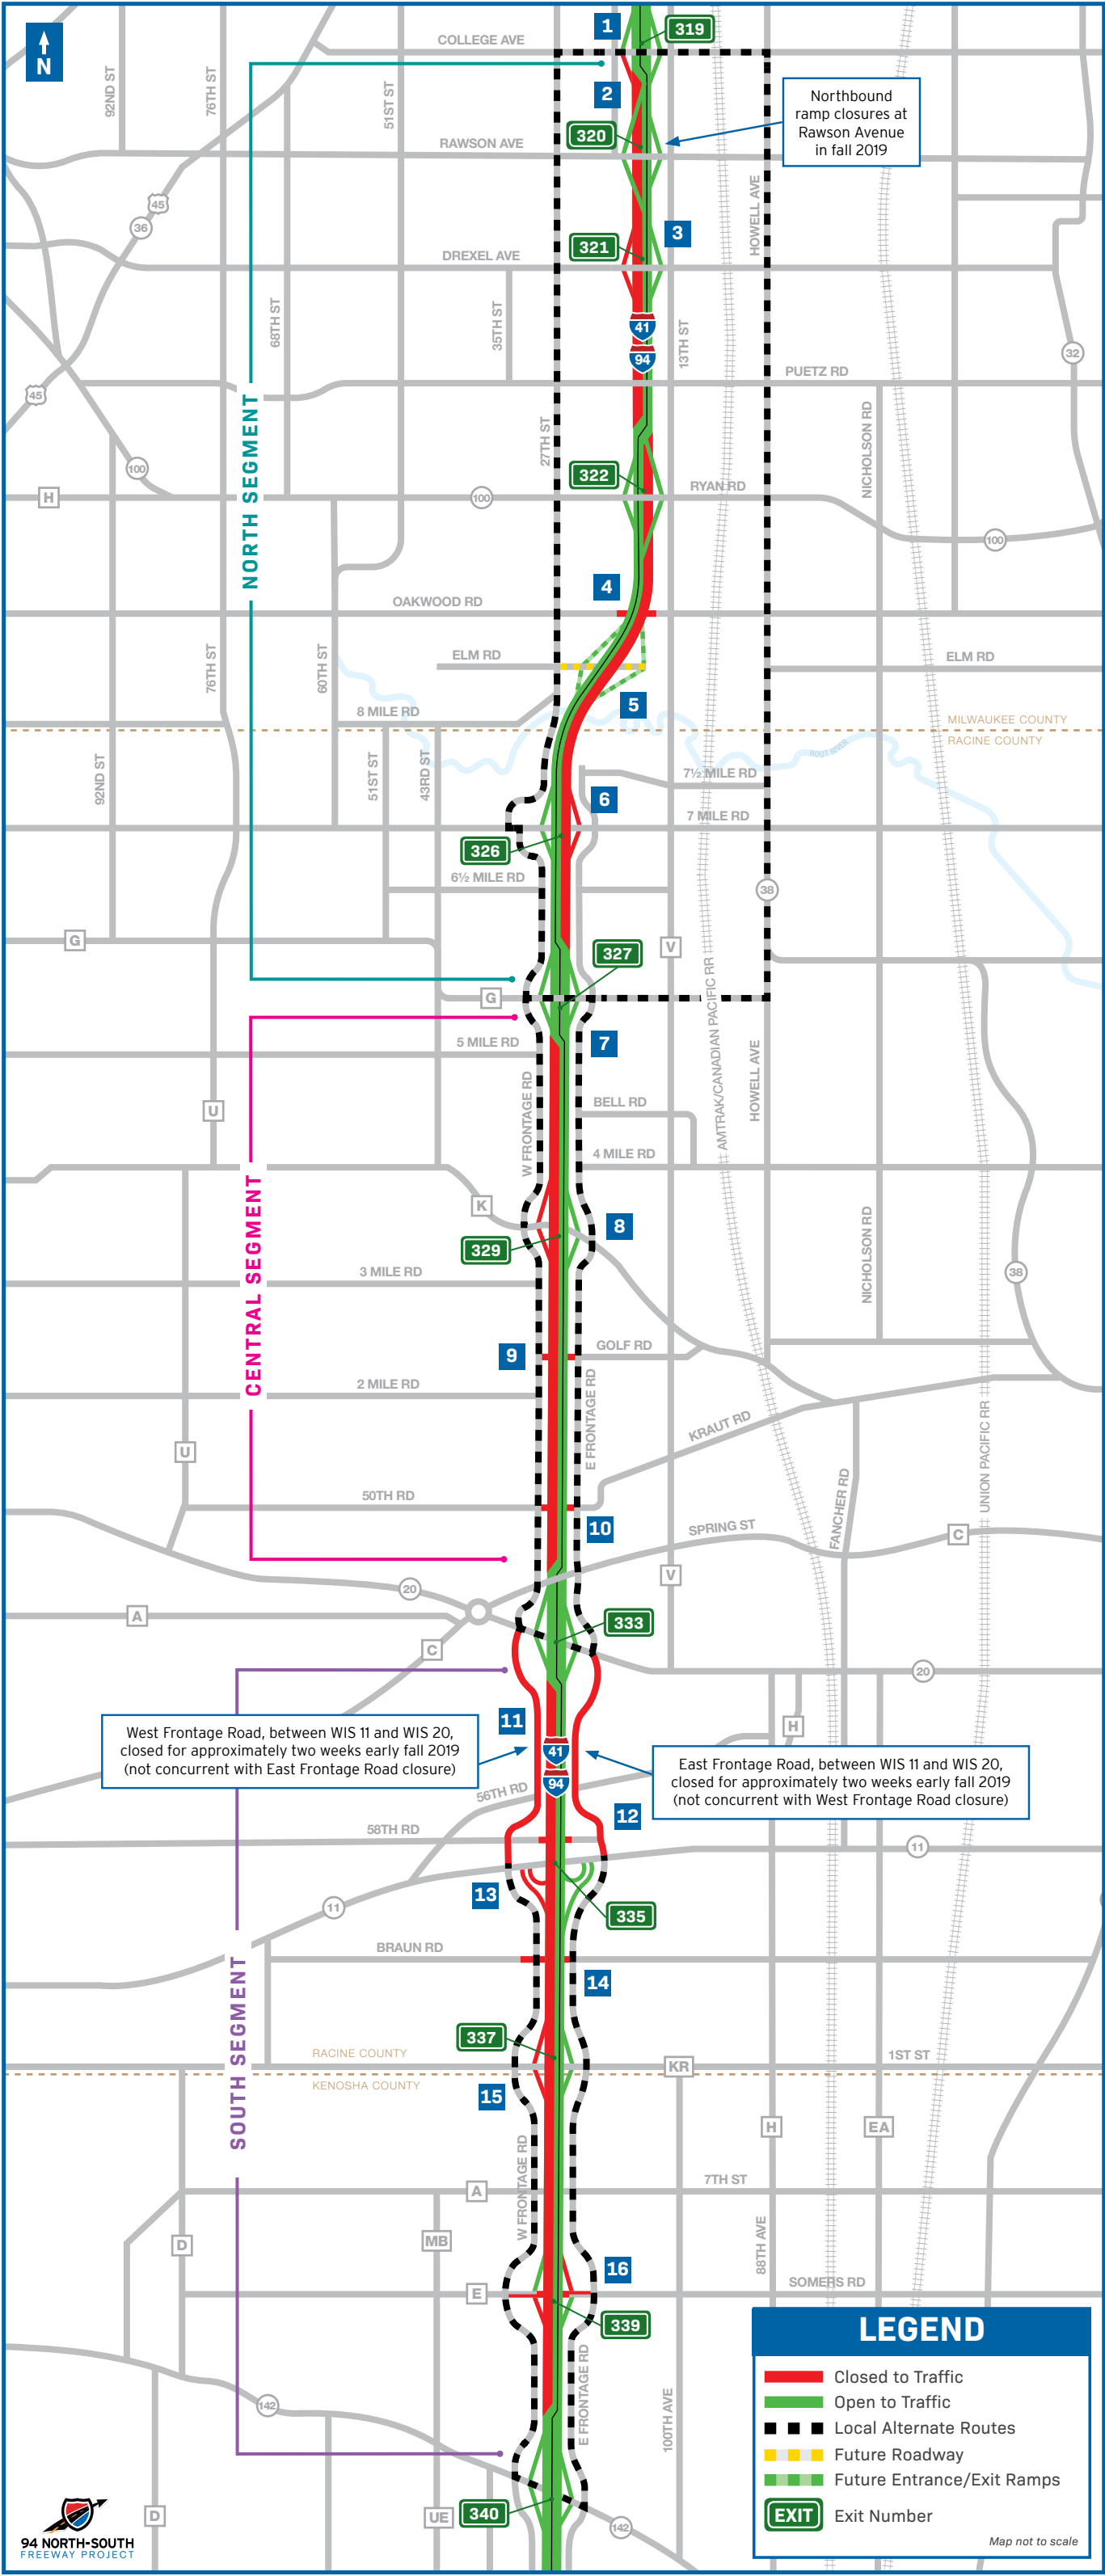 N
1
319
COLLEGE AVE
92ND ST
76TH ST
51ST ST
2
Northbound
ramp closures at
Rawson Avenue
in fall 2019
320
RAWSON AVE
45
36
HOWELL AVE
3
321
DREXEL AVE
68TH ST
35TH ST
41
94
13TH ST
32
PUETZ RD
45
NORTH SEGMENT
27TH ST
NICHOLSON RD
100
322
H
100
RYAN RD
100
4
OAKWOOD RD
76TH ST
60TH ST
ELM RD
ELM RD
5
8 MILE RD
MILWAUKEE COUNTY
RACINE COUNTY
ROOT RIVER
92ND ST
51ST ST
43RD ST
7½ MILE RD
6
7 MILE RD
326
6½ MILE RD
38
G
327
V
AMTRAK/CANADIAN PACIFIC RR
G
5 MILE RD
7
HOWELL AVE
W FRONTAGE RD
U
BELL RD
4 MILE RD
CENTRAL SEGMENT
K
8
329
NICHOLSON RD
3 MILE RD
38
9
GOLF RD
2 MILE RD
E FRONTAGE RD
KRAUT RD
UNION PACIFIC RR
U
50TH RD
FANCHER RD
10
SPRING ST
C
20
V
A
333
C
20
11
H
West Frontage Road, between WIS 11 and WIS 20,
closed for approximately two weeks early fall 2019
(not concurrent with East Frontage Road closure)
41
94
East Frontage Road, between WIS 11 and WIS 20,
closed for approximately two weeks early fall 2019
(not concurrent with West Frontage Road closure)
56TH RD
12
58TH RD
11
13
11
335
BRAUN RD
14
SOUTH SEGMENT
337
RACINE COUNTY
KENOSHA COUNTY
KR
1ST ST
15
H
EA
W FRONTAGE RD
A
7TH ST
D
MB
88TH AVE
16
E
SOMERS RD
339
E FRONTAGE RD
100TH AVE
142
D
UE
340
142
LEGEND
Closed to Traffic
Open to Traffic
Local Alternate Routes
Future Roadway
Future Entrance/Exit Ramps
EXIT Exit Number
Map not to scale
94 NORTH-SOUTH
FREEWAY PROJECT